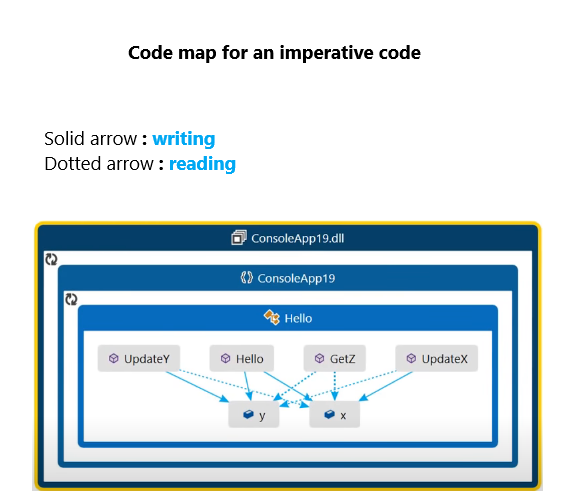 Code map for an imperative code
Solid arrow : writing
Dotted arrow : reading
ConsoleApp19.dll
ConsoleApp19
Hello
UpdateY Hello GetZ UpdateX
y x